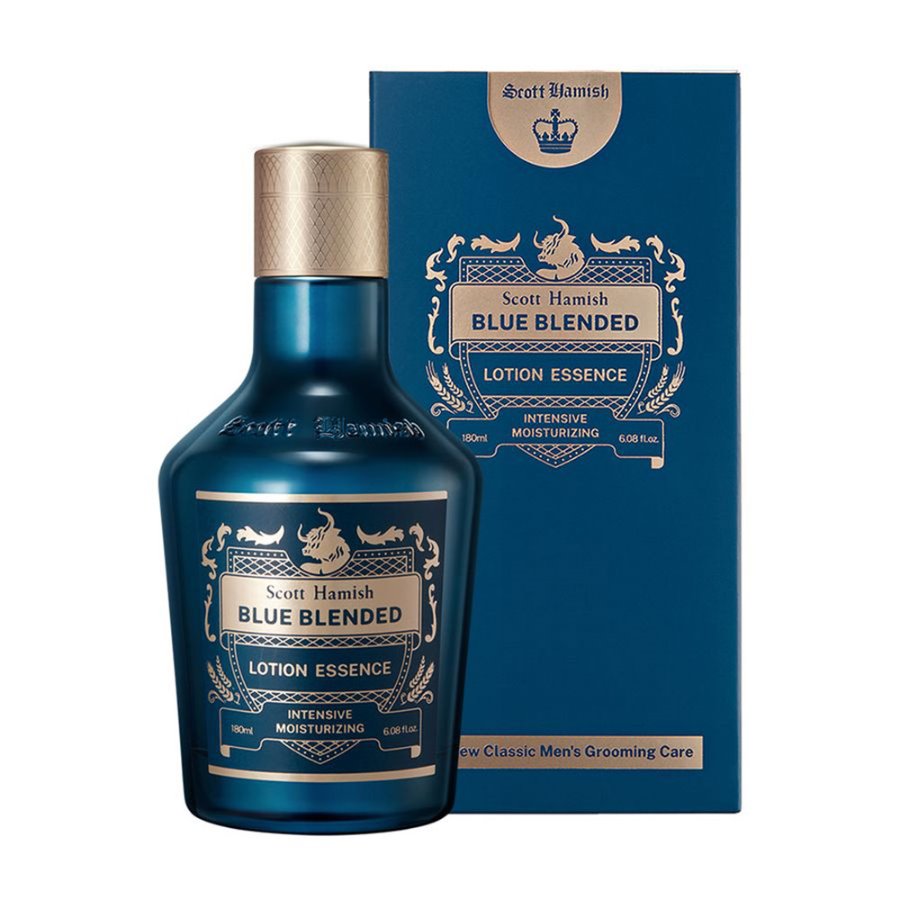 Scott Hamish
Scott Hamish
BLUE BLENDED
LOTION ESSENCE
INTENSIVE
MOISTURIZING
180ml
6.08 fl.oz.
Classic Men's Grooming Care
Scott Hamish
Scott Hamish
BLUE BLENDED
LOTION ESSENCE
INTENSIVE
MOISTURIZING
180ml
6.08 fl.oz.